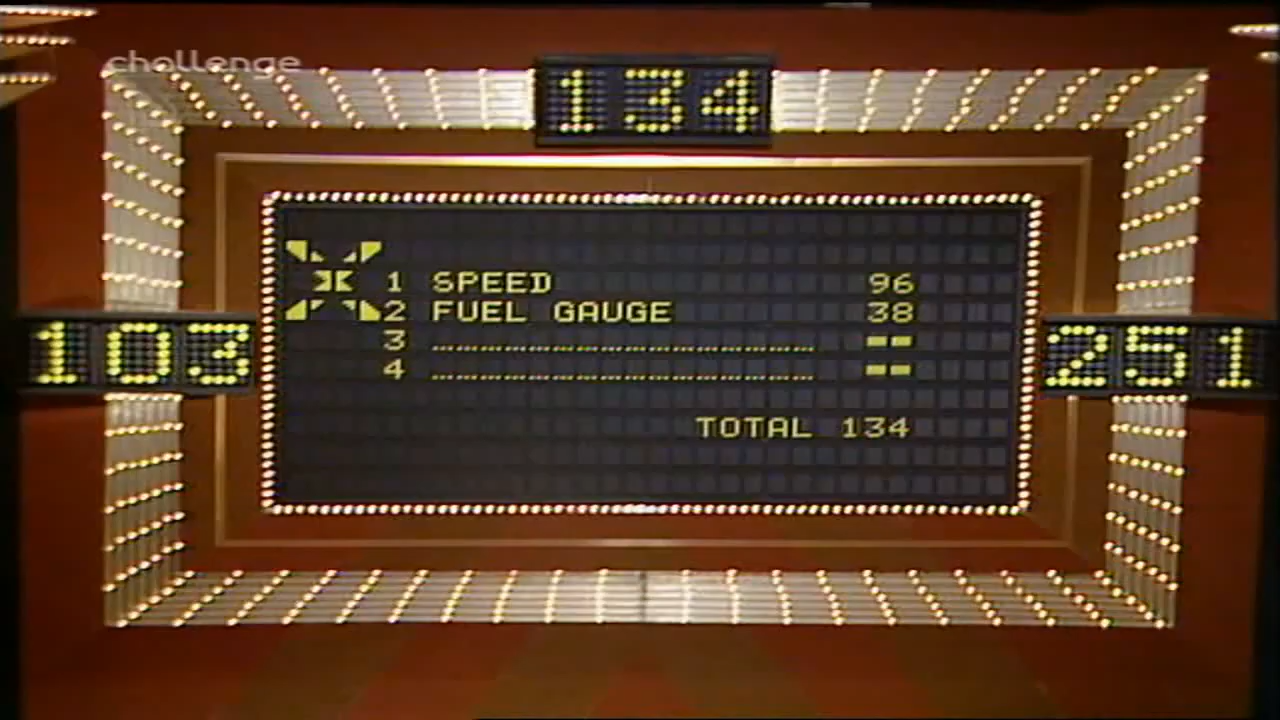 challenge
134
1 SPEED 96
2 FUEL GAUGE 38
3 ................................ --
4 ................................ --
TOTAL 134
103
251